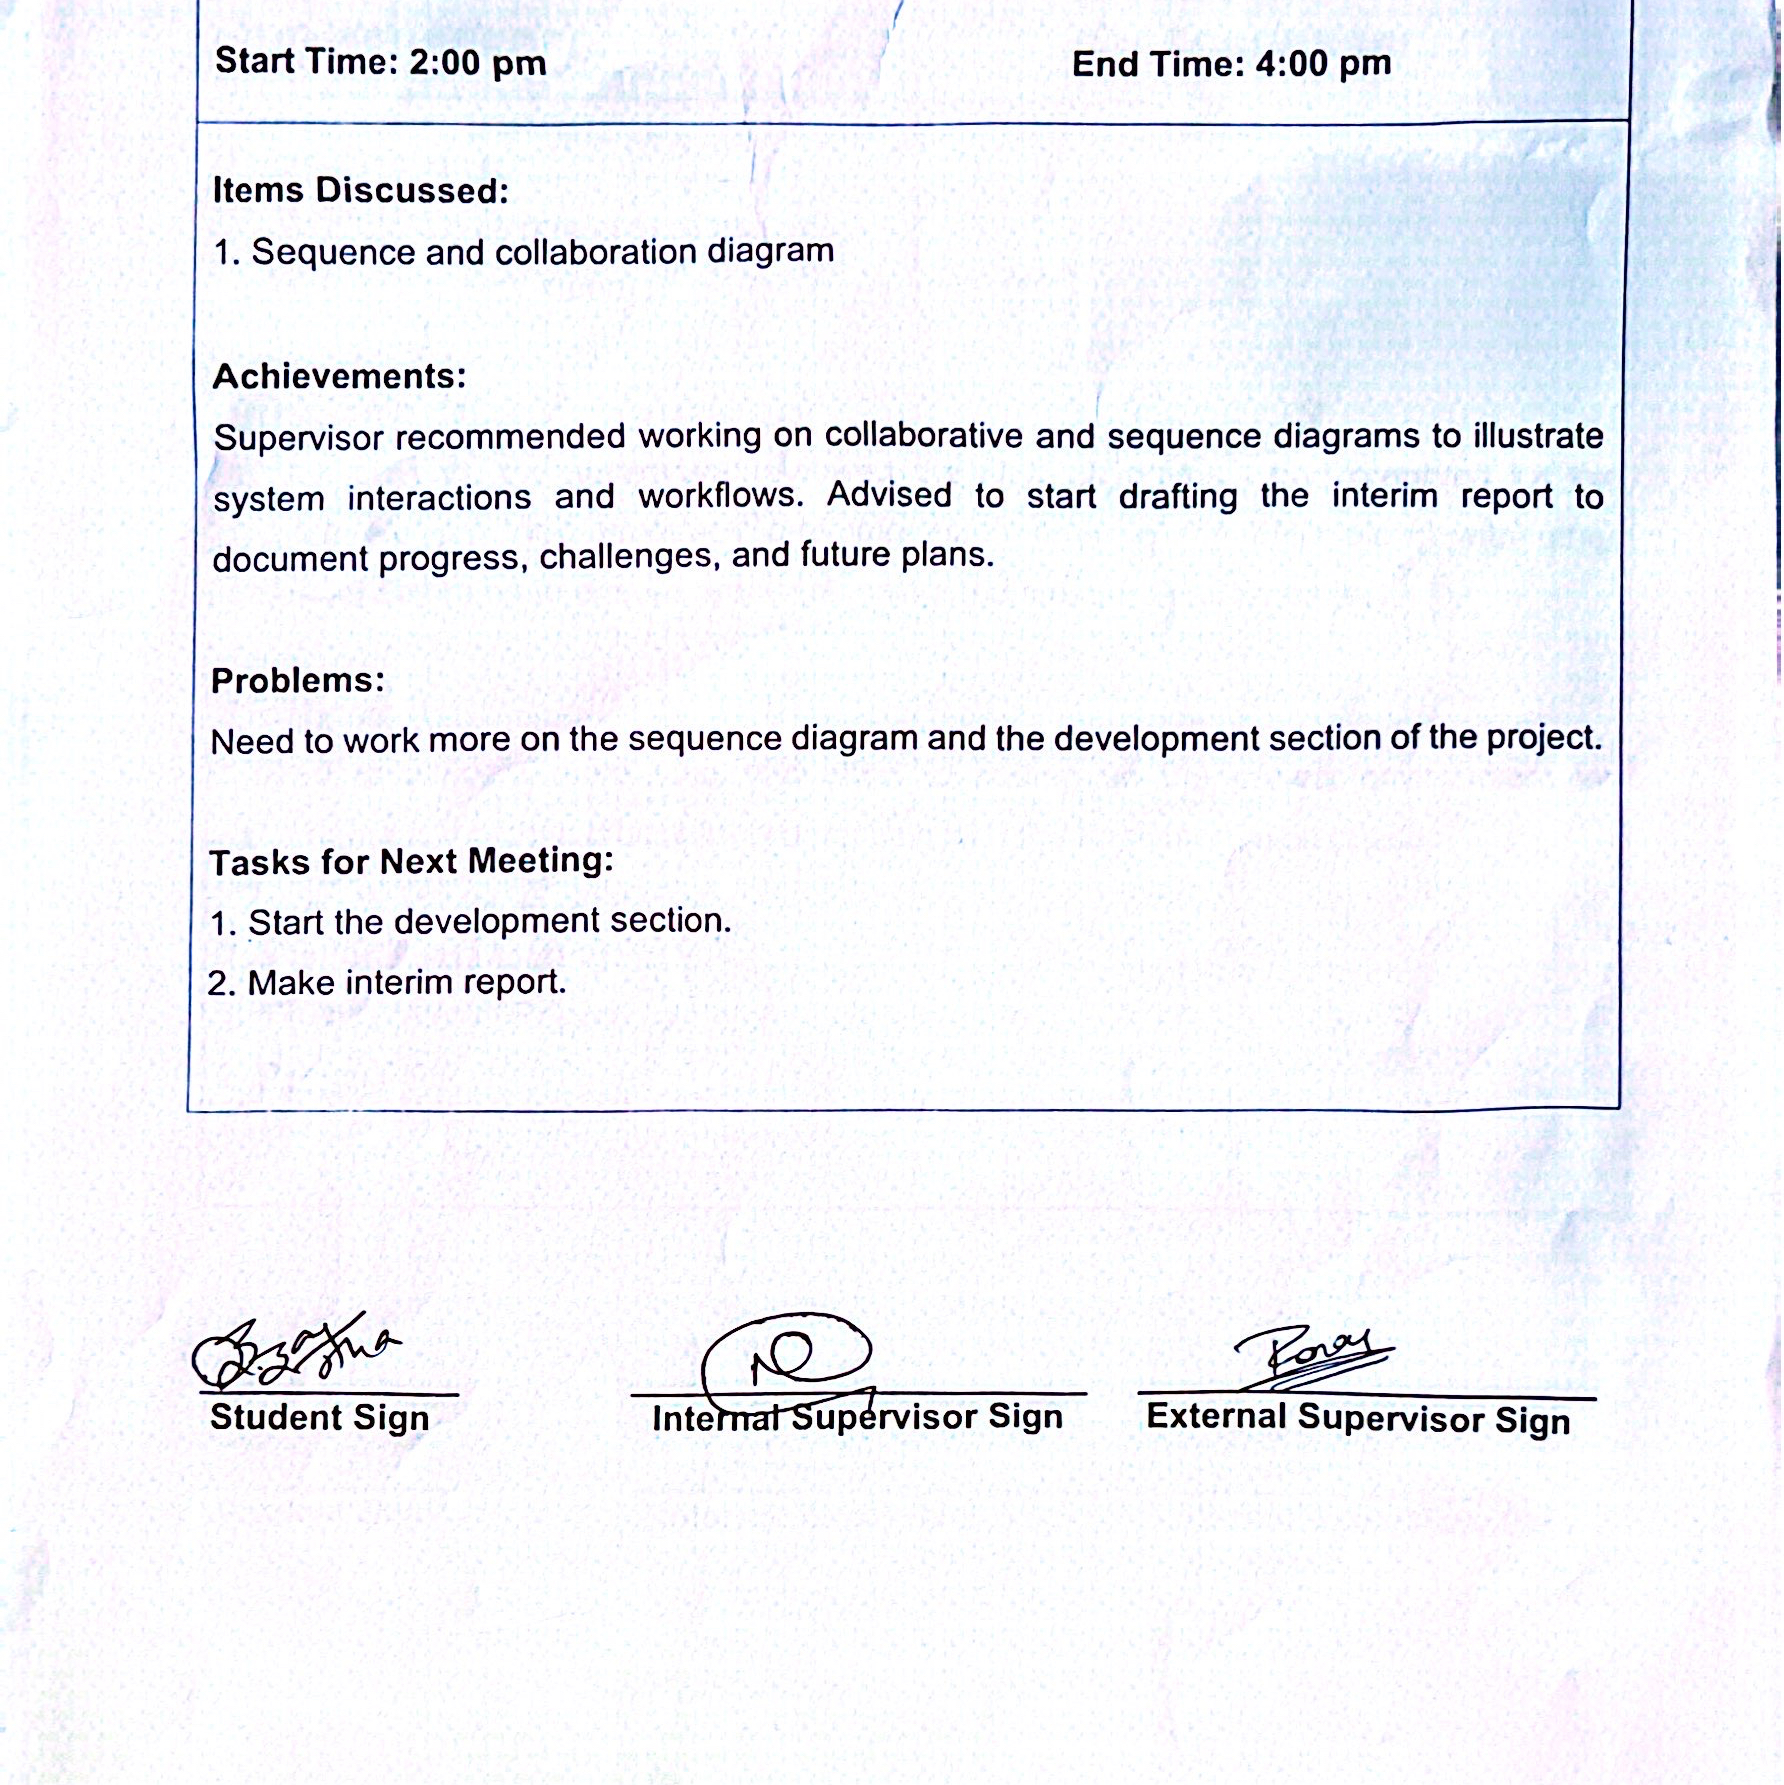 Start Time: 2:00 pm End Time: 4:00 pm
Items Discussed:
1. Sequence and collaboration diagram
Achievements:
Supervisor recommended working on collaborative and sequence diagrams to illustrate
system interactions and workflows. Advised to start drafting the interim report to
document progress, challenges, and future plans.
Problems:
Need to work more on the sequence diagram and the development section of the project.
Tasks for Next Meeting:
1. Start the development section.
2. Make interim report.
Student Sign Internal Supervisor Sign External Supervisor Sign